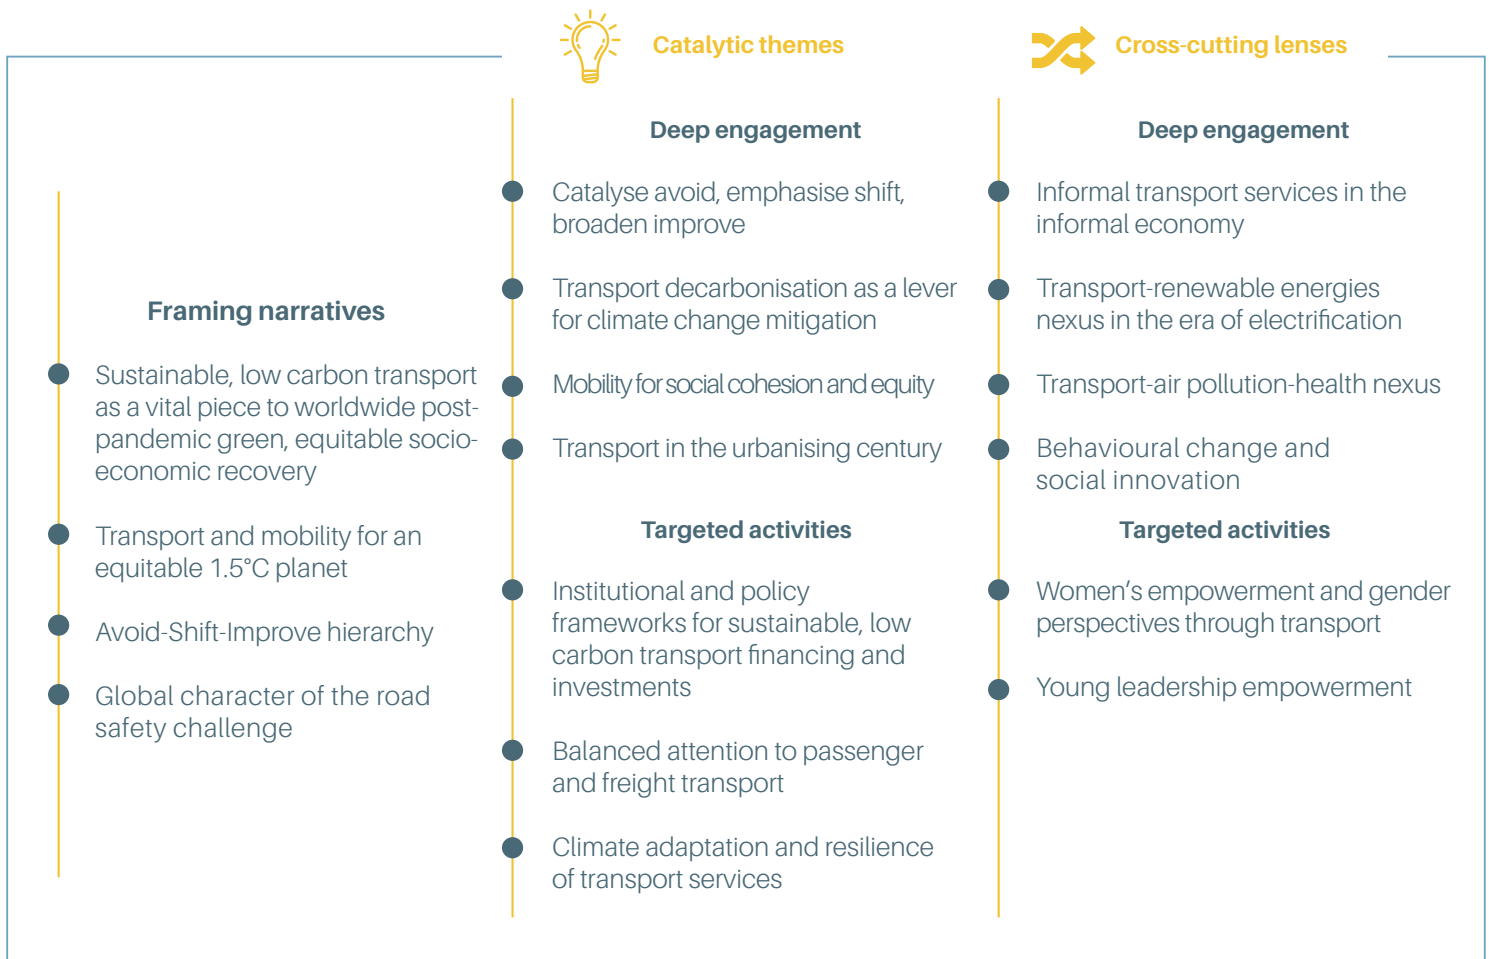 Framing narratives
Sustainable, low carbon transport
as a vital piece to worldwide post-
pandemic green, equitable socio-
economic recovery
Transport and mobility for an
equitable 1.5°C planet
Avoid-Shift-Improve hierarchy
Global character of the road
safety challenge
Catalytic themes
Deep engagement
Catalyse avoid, emphasise shift,
broaden improve
Transport decarbonisation as a lever
for climate change mitigation
Mobility for social cohesion and equity
Transport in the urbanising century
Targeted activities
Institutional and policy
frameworks for sustainable, low
carbon transport financing and
investments
Balanced attention to passenger
and freight transport
Climate adaptation and resilience
of transport services
Cross-cutting lenses
Deep engagement
Informal transport services in the
informal economy
Transport-renewable energies
nexus in the era of electrification
Transport-air pollution-health nexus
Behavioural change and
social innovation
Targeted activities
Women's empowerment and gender
perspectives through transport
Young leadership empowerment